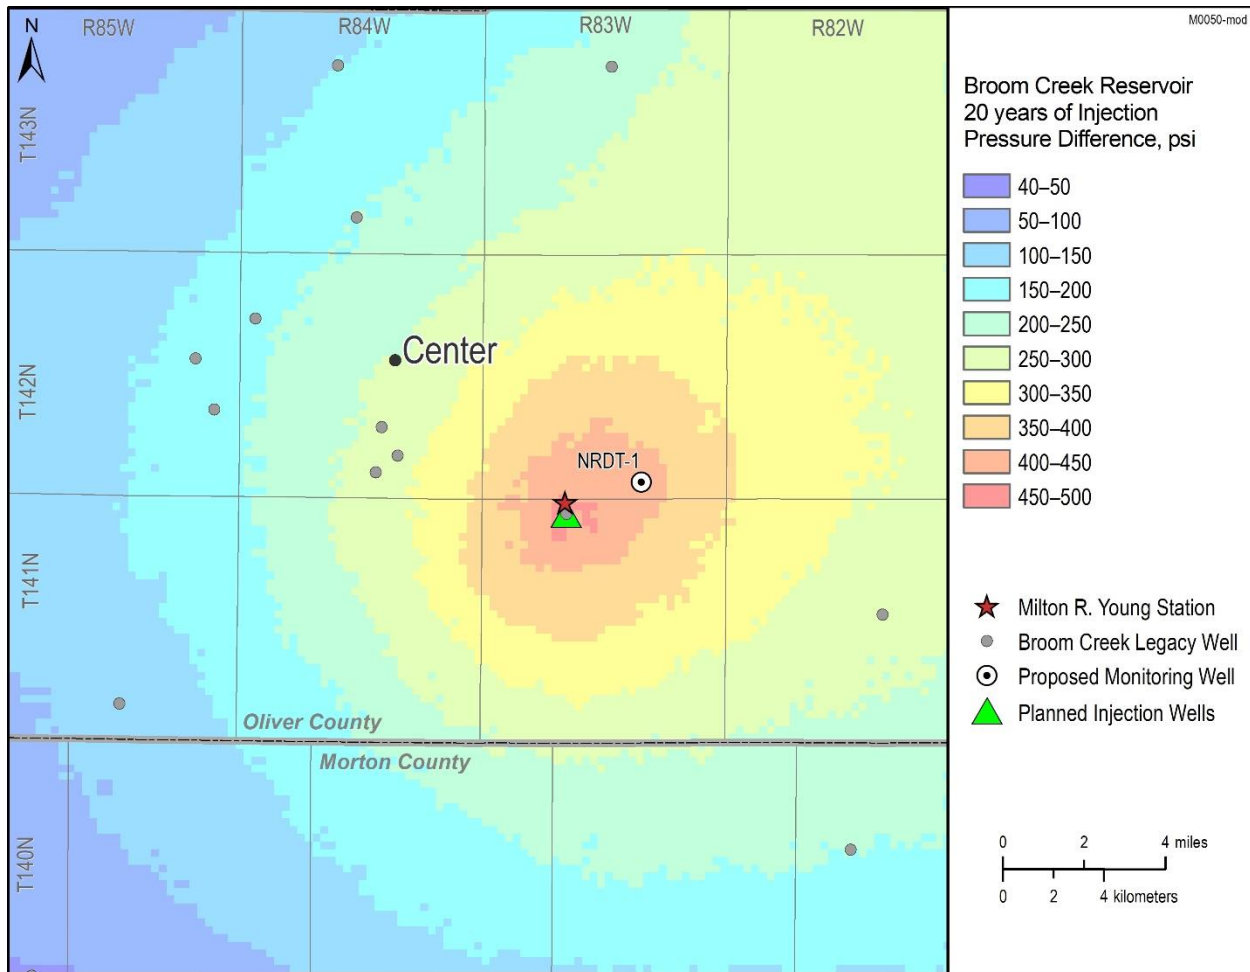 M0050-mod
N
R85W
R84W
R83W
R82W
T143N
T142N
T141N
T140N
Center
NRDT-1
Oliver County
Morton County
Broom Creek Reservoir
20 years of Injection
Pressure Difference, psi
40–50
50–100
100–150
150–200
200–250
250–300
300–350
350–400
400–450
450–500
Milton R. Young Station
Broom Creek Legacy Well
Proposed Monitoring Well
Planned Injection Wells
0 2 4 miles
0 2 4 kilometers